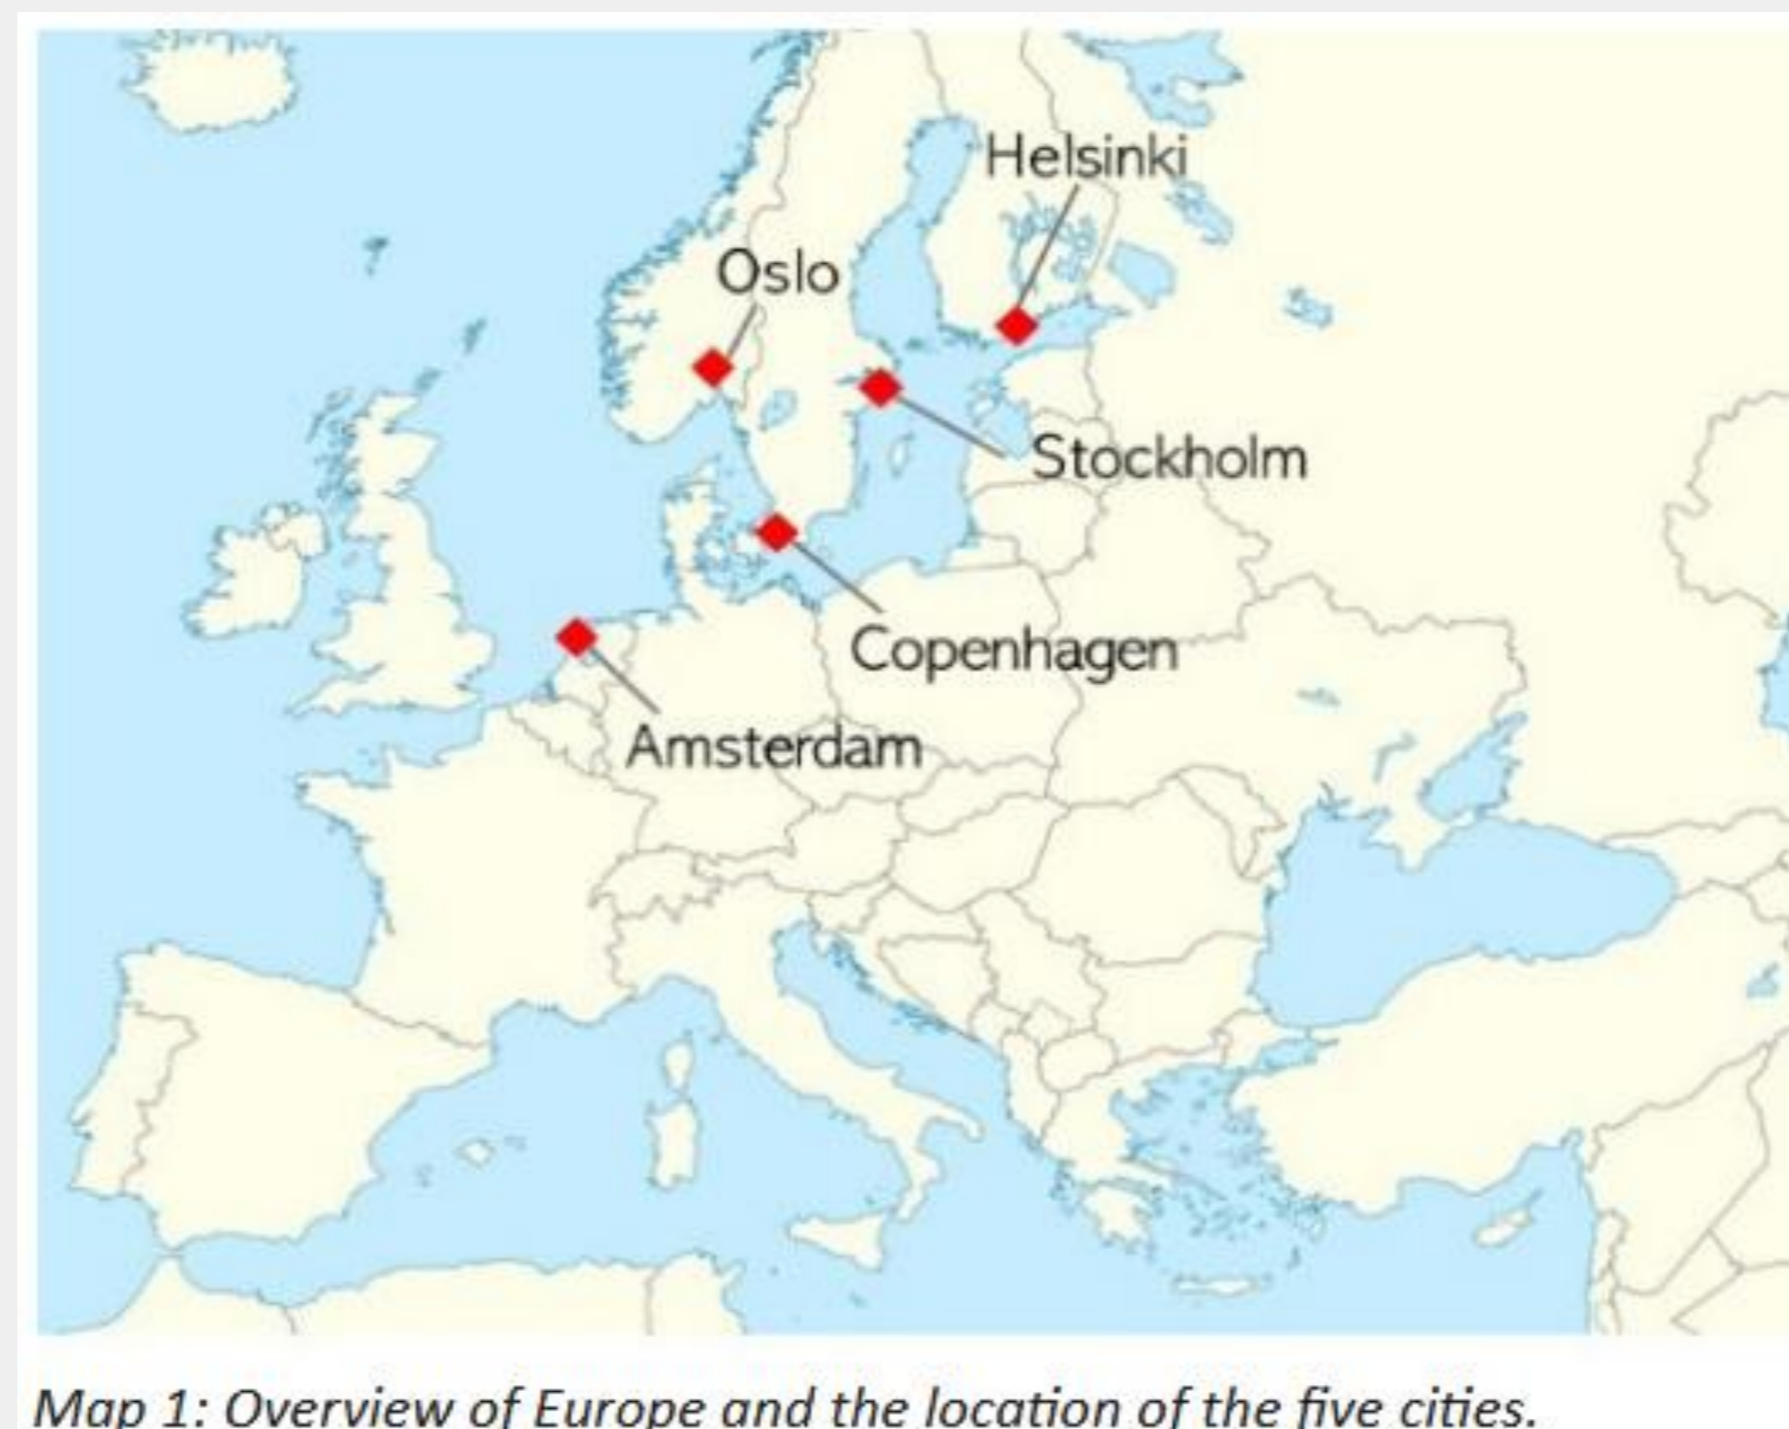 Helsinki
Oslo
Stockholm
Copenhagen
Amsterdam
Map 1: Overview of Europe and the location of the five cities.